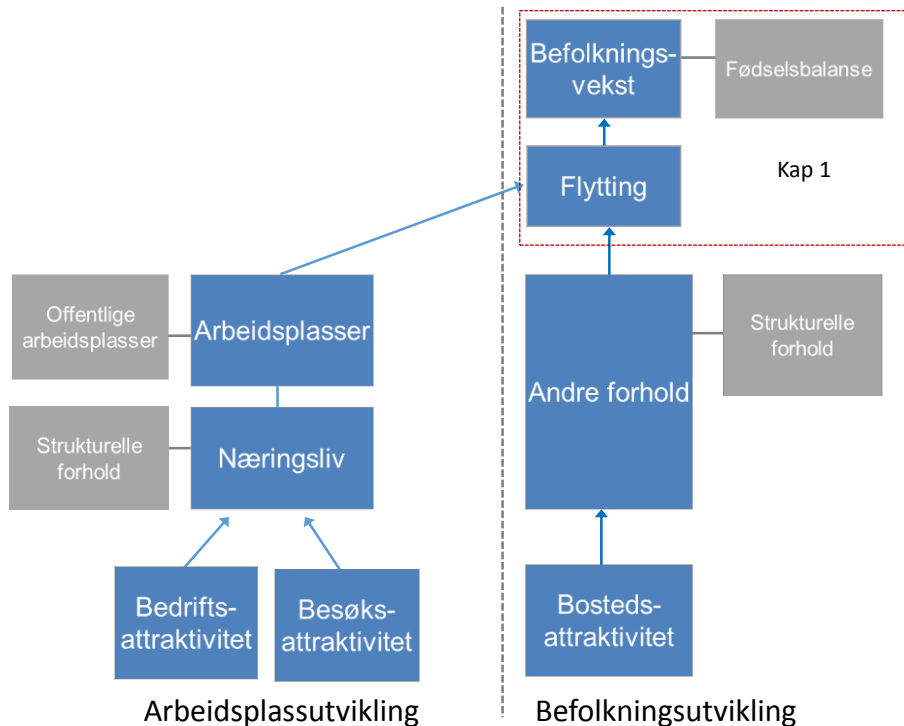 Befolknings-
vekst
Fødselsbalanse
Kap 1
Flytting
Offentlige
arbeidsplasser
Arbeidsplasser
Strukturelle
forhold
Næringsliv
Bedrifts-
attraktivitet
Besøks-
attraktivitet
Arbeidsplassutvikling
Andre forhold
Strukturelle
forhold
Bosteds-
attraktivitet
Befolkningsutvikling